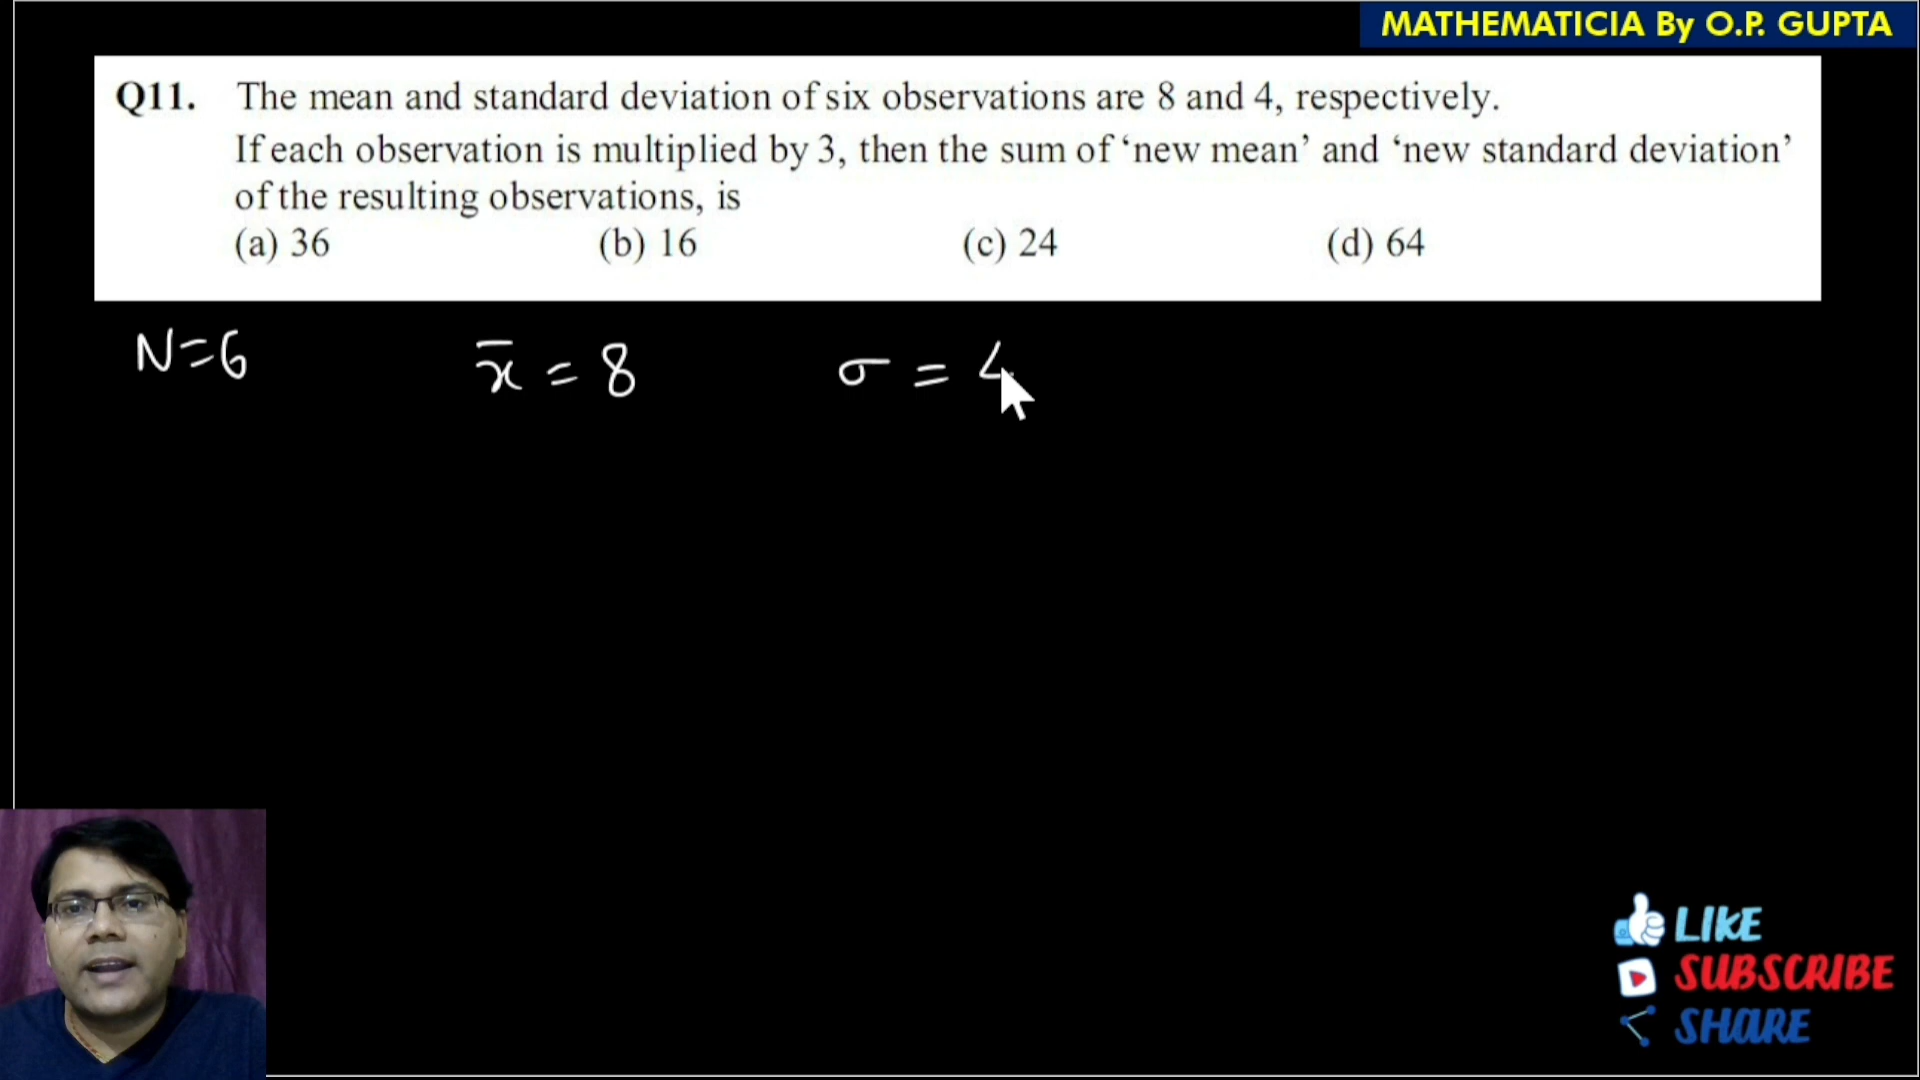 MATHEMATICIA By O.P. GUPTA
Q11. The mean and standard deviation of six observations are 8 and 4, respectively.
If each observation is multiplied by 3, then the sum of ‘new mean’ and ‘new standard deviation’
of the resulting observations, is
(a) 36 (b) 16 (c) 24 (d) 64
N=6 x̄ = 8 σ = 4
LIKE
SUBSCRIBE
SHARE